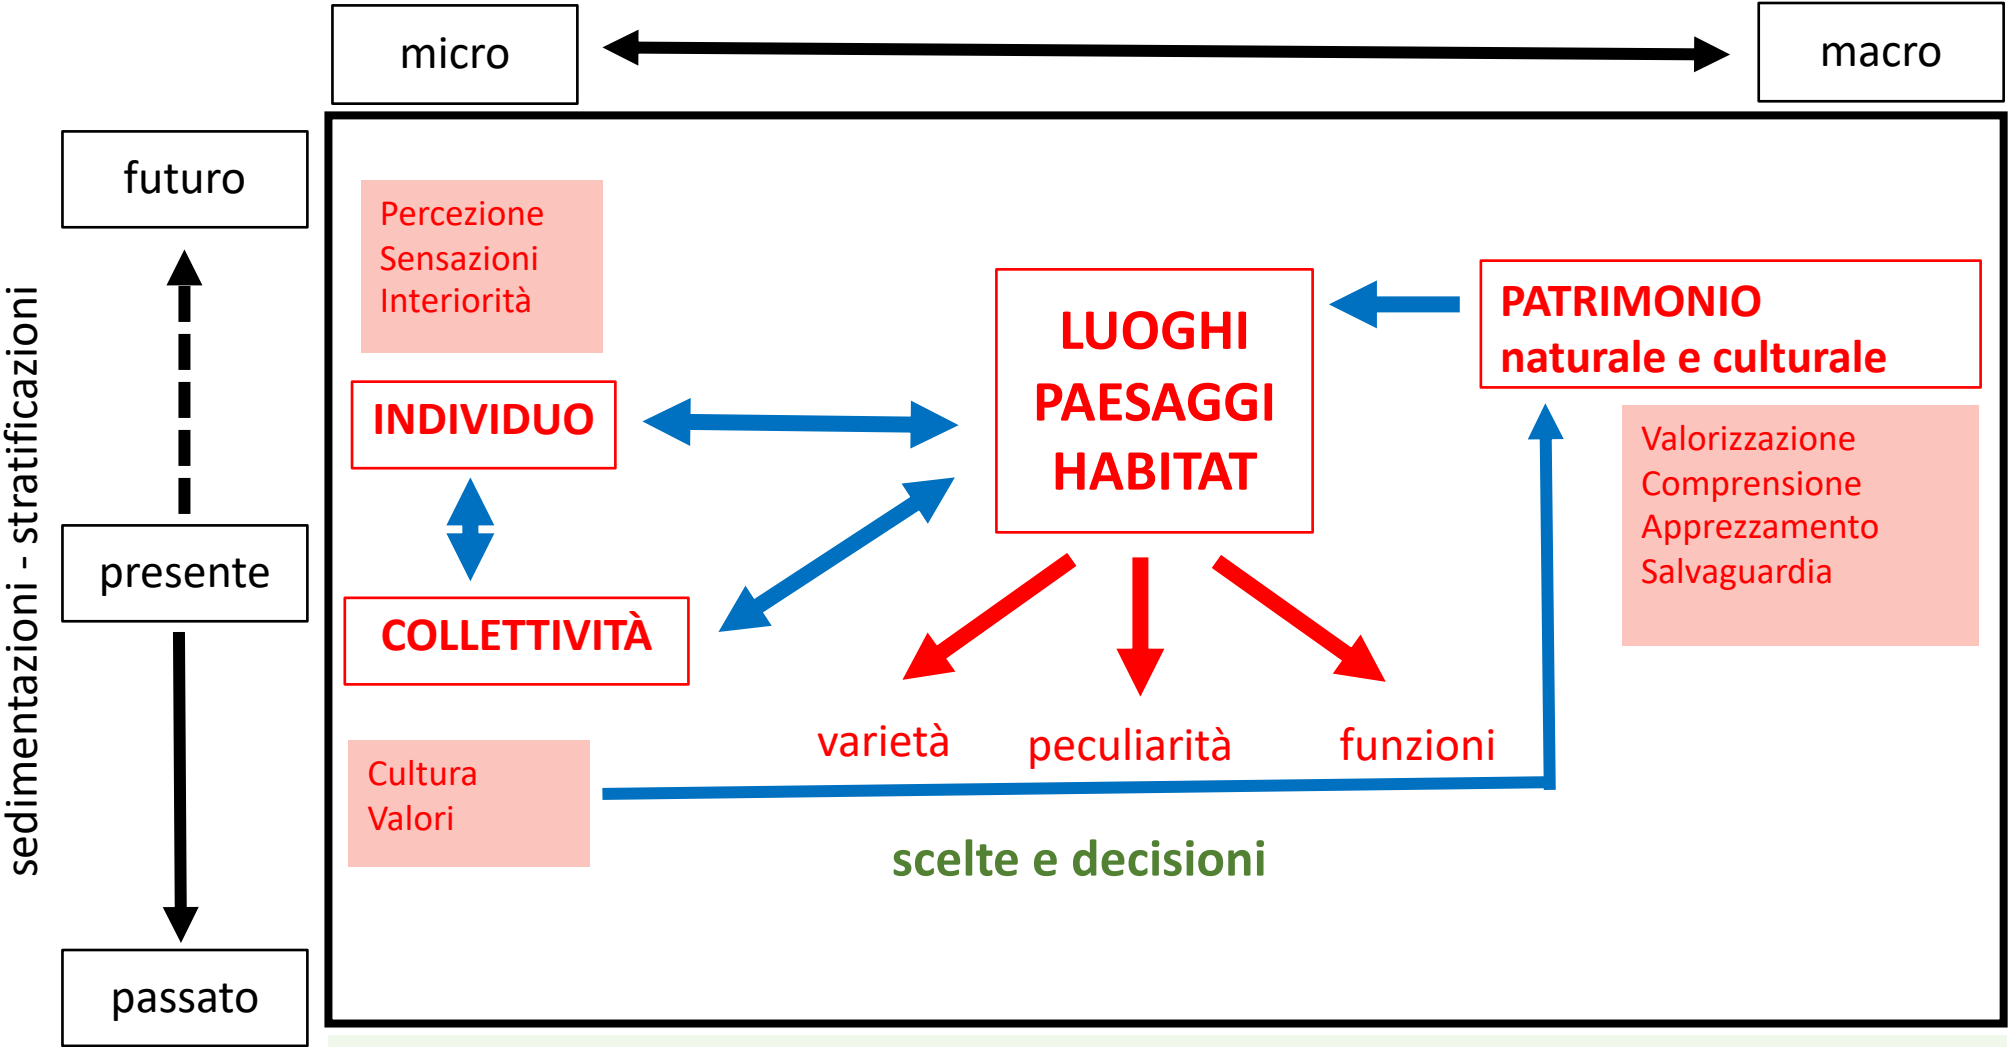 micro
macro
futuro
sedimentazioni - stratificazioni
presente
passato
Percezione
Sensazioni
Interiorità
INDIVIDUO
COLLETTIVITÀ
Cultura
Valori
LUOGHI
PAESAGGI
HABITAT
varietà
peculiarità
funzioni
scelte e decisioni
PATRIMONIO
naturale e culturale
Valorizzazione
Comprensione
Apprezzamento
Salvaguardia